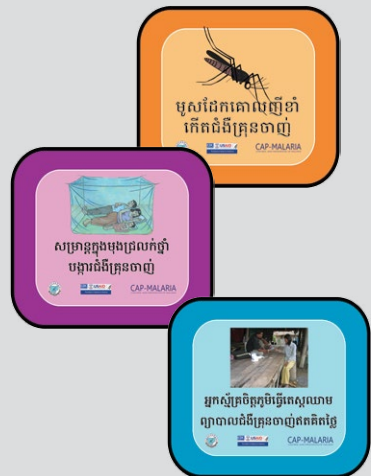 មូសដែកគោលញីខាំ
កើតជំងឺគ្រុនចាញ់
USAID
CAP-MALARIA
សម្រាន្តក្នុងមុងជ្រលក់ថ្នាំ
បង្ការជំងឺគ្រុនចាញ់
USAID
CAP-MALARIA
អ្នកស្ម័គ្រចិត្តភូមិធ្វើតេស្តឈាម
ព្យាបាលជំងឺគ្រុនចាញ់ឥតគិតថ្លៃ
USAID
CAP-MALARIA